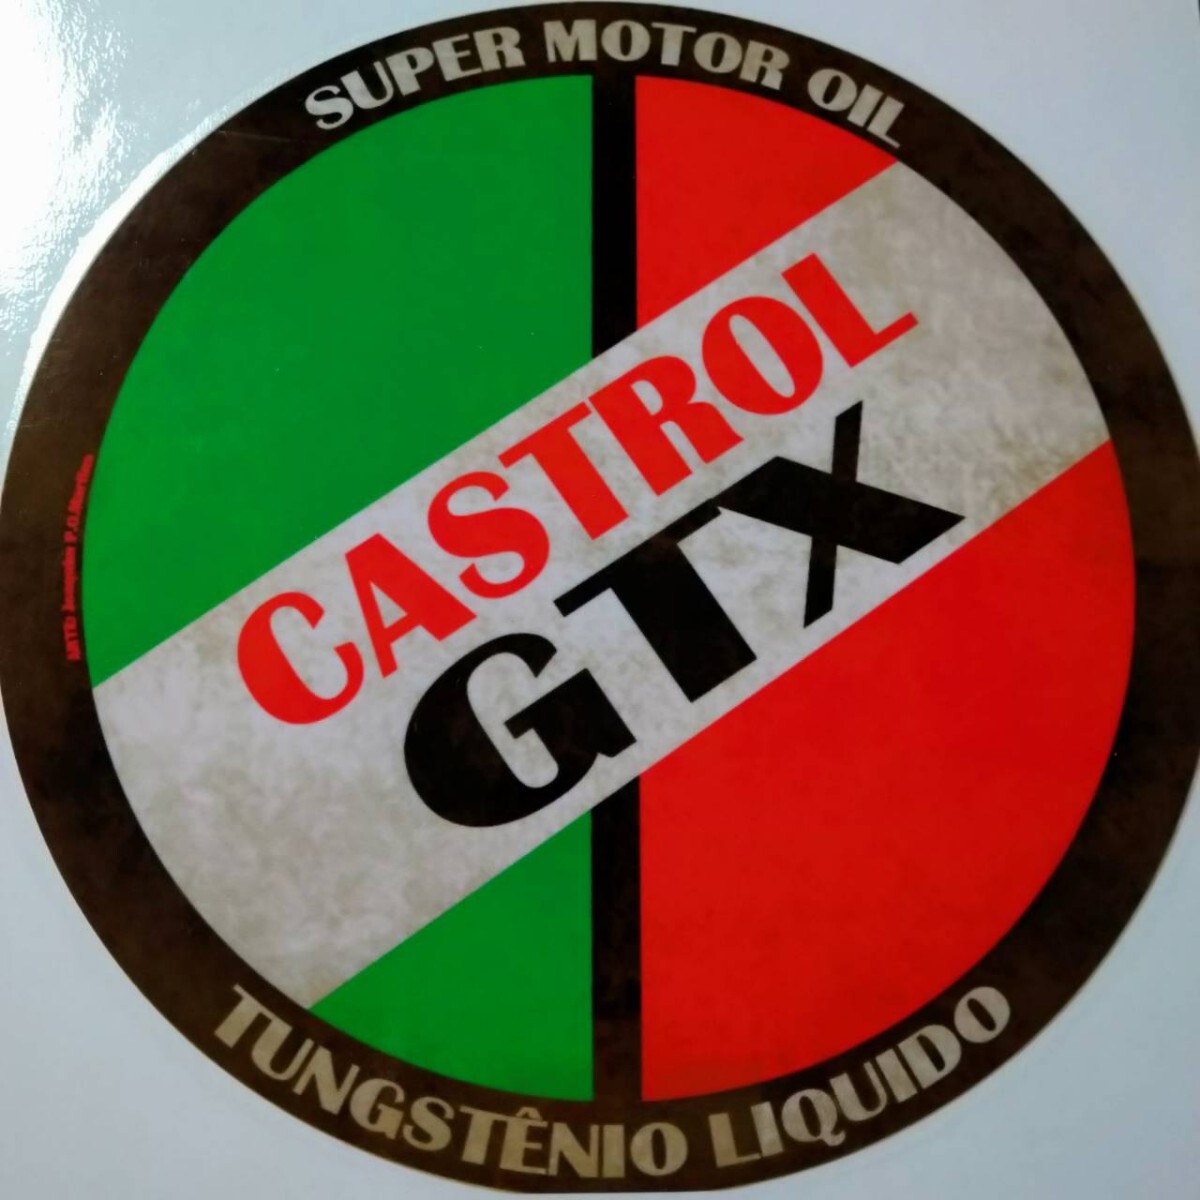 SUPER MOTOR OIL
CASTROL
GTX
TUNGSTÊNIO LIQUIDO